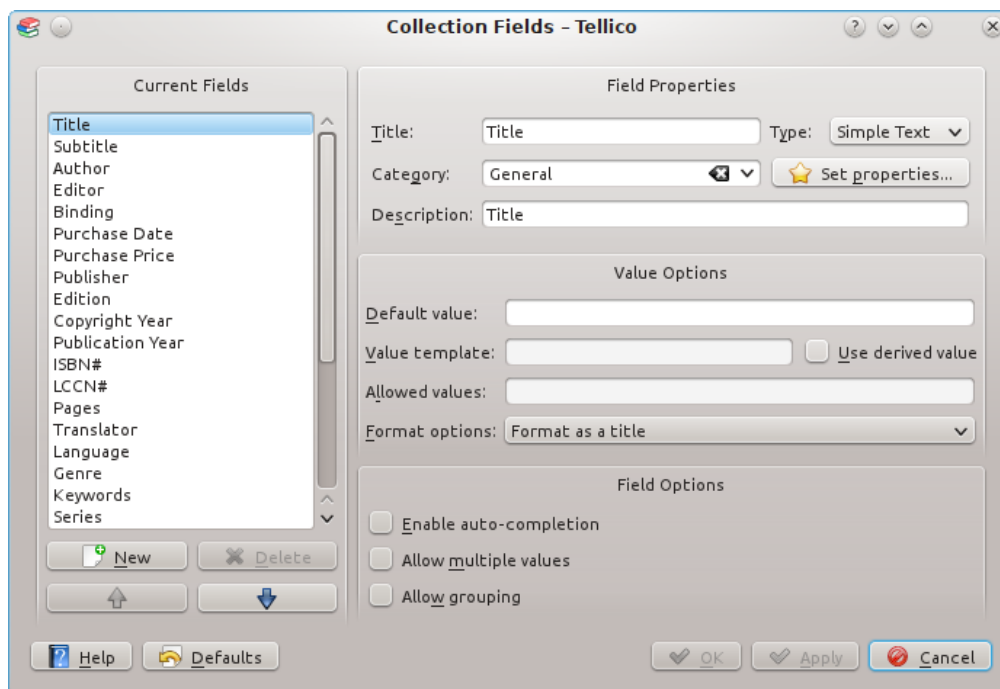 Collection Fields – Tellico
Current Fields
Title
Subtitle
Author
Editor
Binding
Purchase Date
Purchase Price
Publisher
Edition
Copyright Year
Publication Year
ISBN#
LCCN#
Pages
Translator
Language
Genre
Keywords
Series
New
Delete
Field Properties
Title: Title Type: Simple Text
Category: General Set properties...
Description: Title
Value Options
Default value:
Value template: Use derived value
Allowed values:
Format options: Format as a title
Field Options
Enable auto-completion
Allow multiple values
Allow grouping
Help Defaults OK Apply Cancel